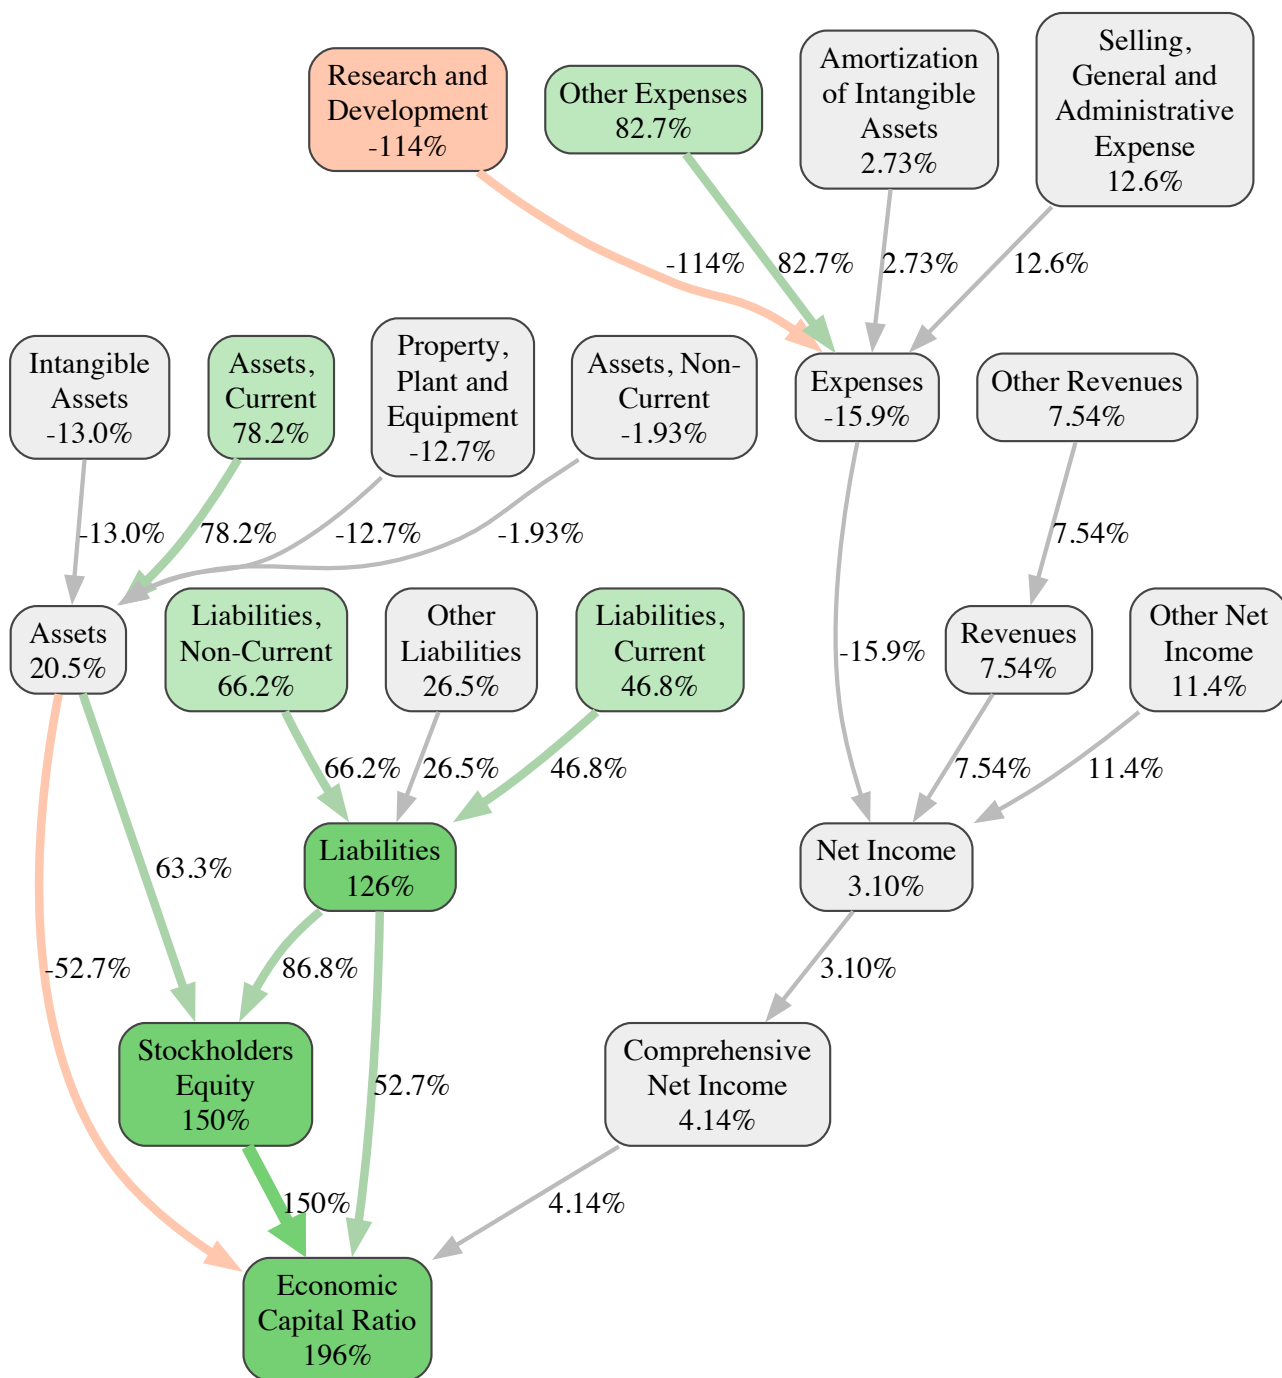 Research and
Development
-114%
Other Expenses
82.7%
Amortization
of Intangible
Assets
2.73%
Selling,
General and
Administrative
Expense
12.6%
-114%
82.7%
2.73%
12.6%
Intangible
Assets
-13.0%
Assets,
Current
78.2%
Property,
Plant and
Equipment
-12.7%
Assets, Non-
Current
-1.93%
Expenses
-15.9%
Other Revenues
7.54%
-13.0%
78.2%
-12.7%
-1.93%
7.54%
Assets
20.5%
Liabilities,
Non-Current
66.2%
Other
Liabilities
26.5%
Liabilities,
Current
46.8%
-15.9%
Revenues
7.54%
Other Net
Income
11.4%
66.2%
26.5%
46.8%
7.54%
11.4%
63.3%
Liabilities
126%
Net Income
3.10%
-52.7%
86.8%
3.10%
Stockholders
Equity
150%
52.7%
Comprehensive
Net Income
4.14%
150%
4.14%
Economic
Capital Ratio
196%